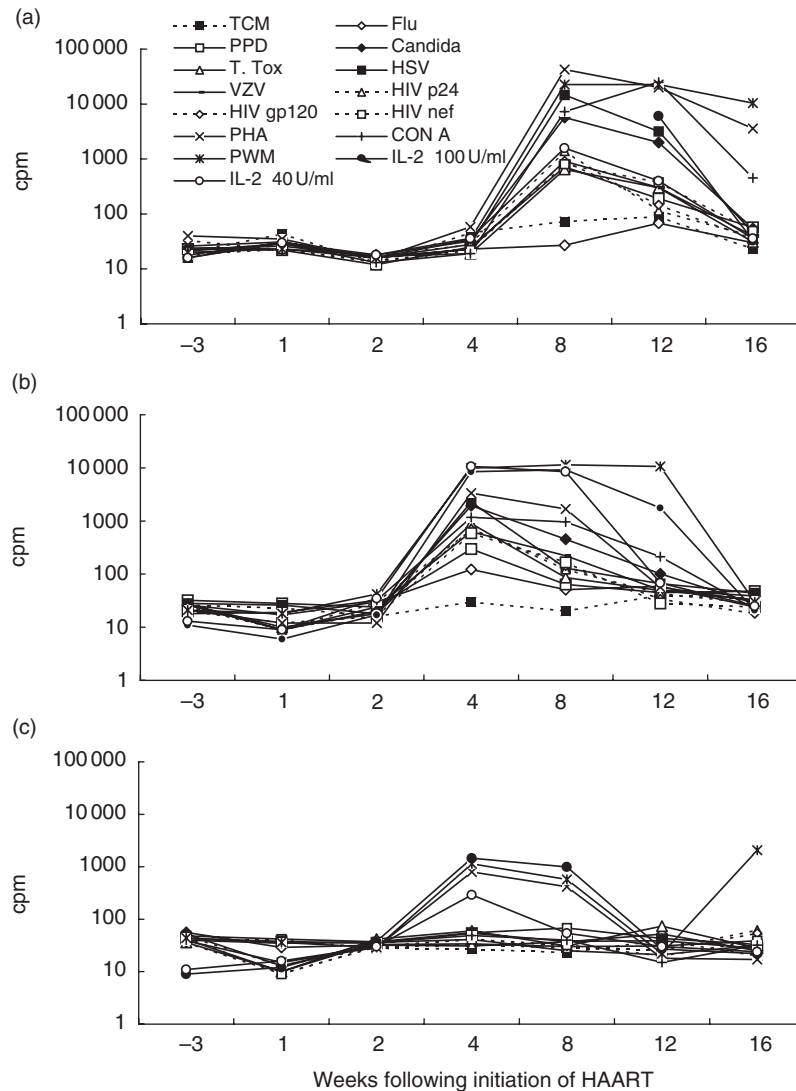 (a)
TCM Flu
PPD Candida
T. Tox HSV
VZV HIV p24
HIV gp120 HIV nef
PHA CON A
PWM IL-2 100 U/ml
IL-2 40 U/ml
100 000
10 000
1000
100
10
1
cpm
–3 1 2 4 8 12 16
(b)
100 000
10 000
1000
100
10
1
cpm
–3 1 2 4 8 12 16
(c)
100 000
10 000
1000
100
10
1
cpm
–3 1 2 4 8 12 16
Weeks following initiation of HAART